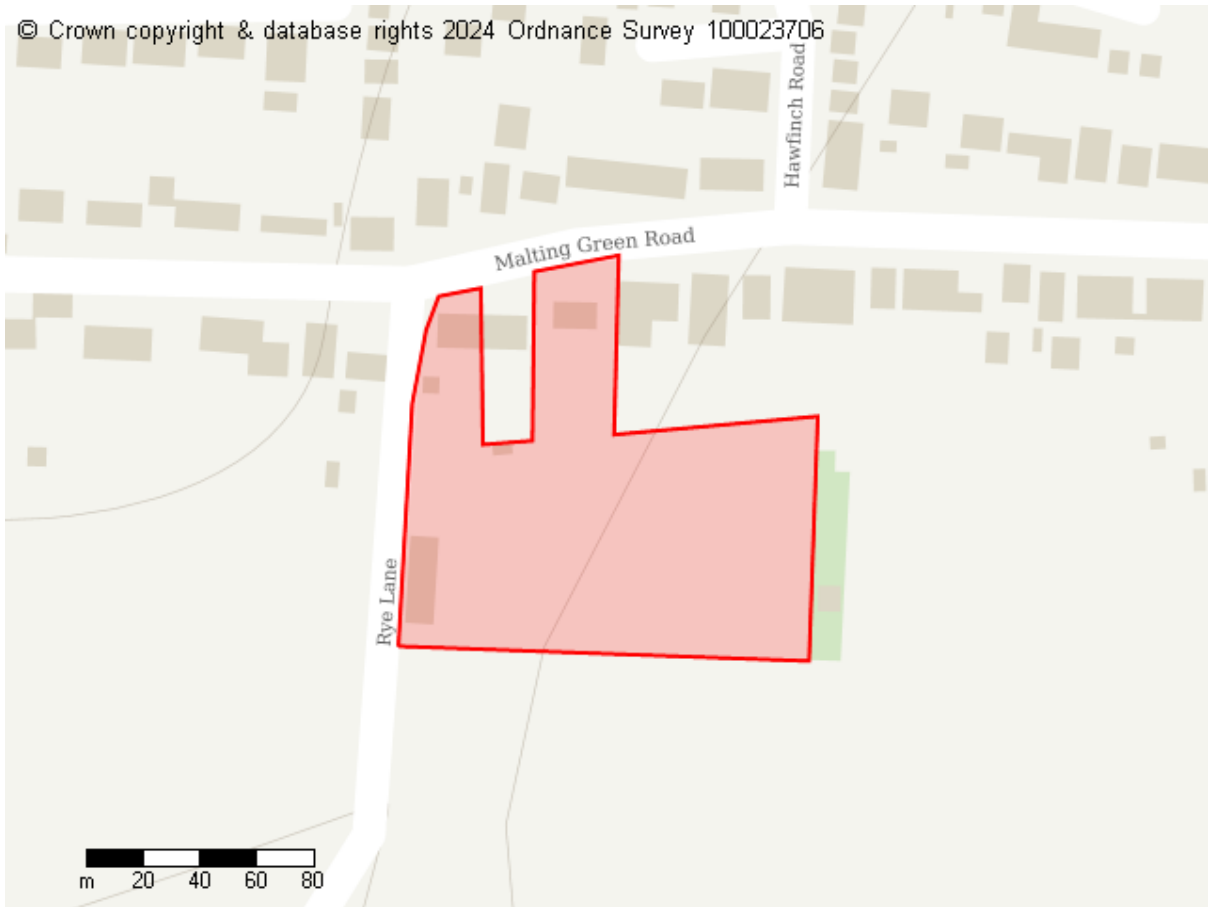 © Crown copyright & database rights 2024 Ordnance Survey 100023706
Hawfinch Road
Malting Green Road
Rye Lane
m 20 40 60 80